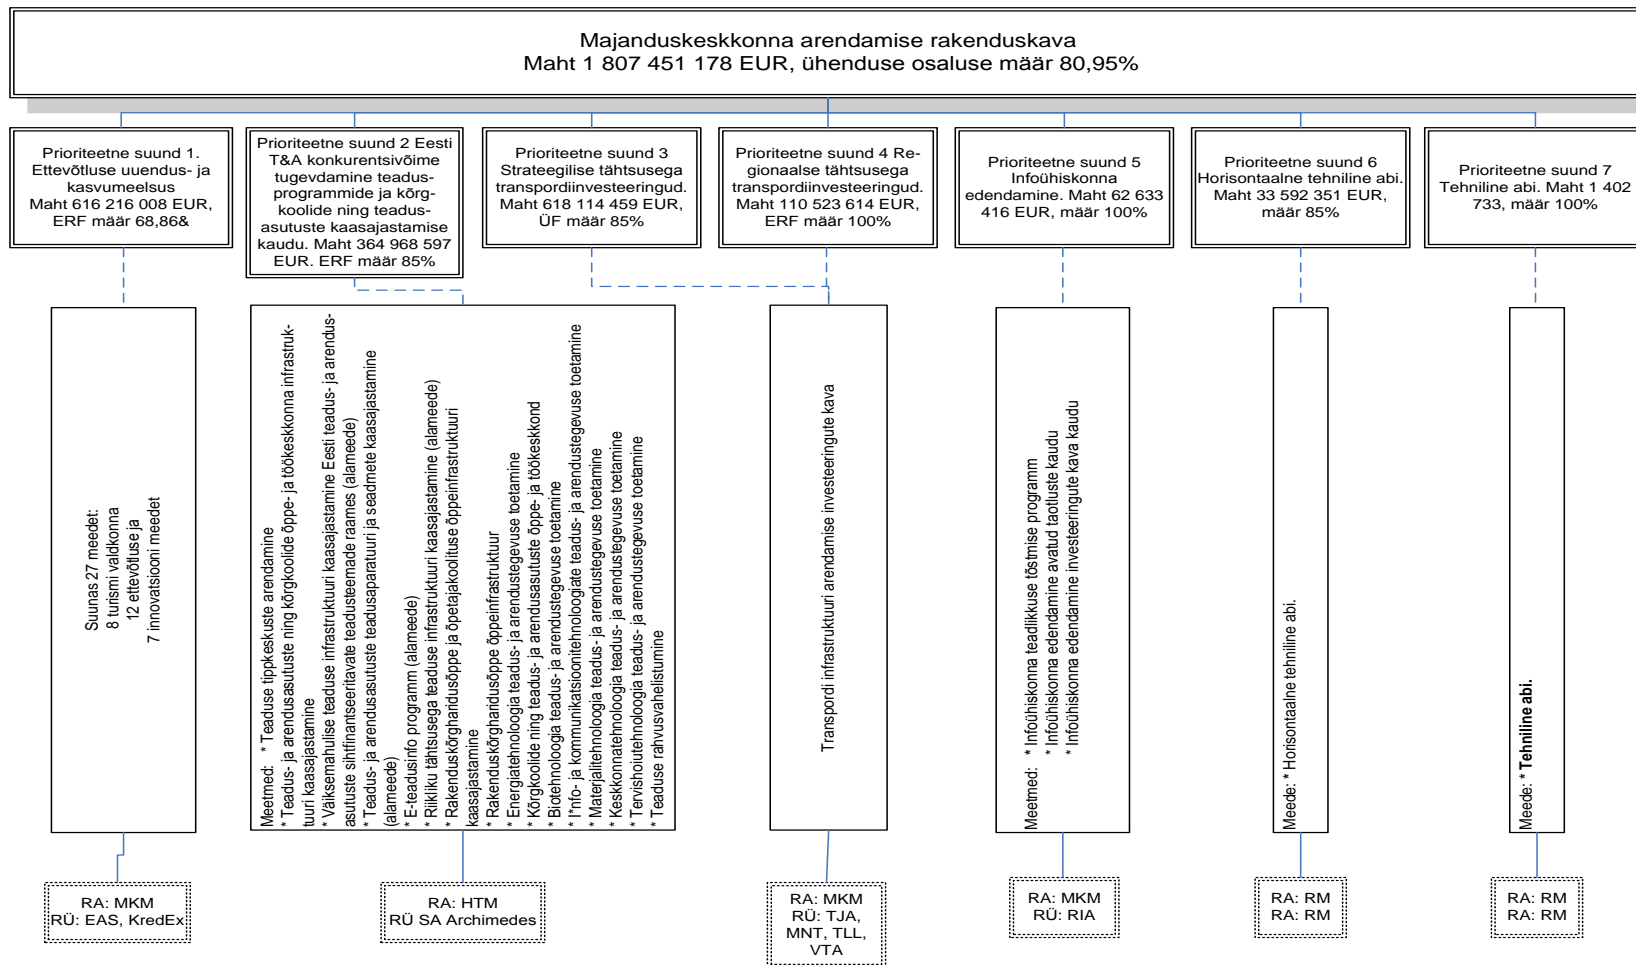 Majanduskeskkonna arendamise rakenduskava
Maht 1 807 451 178 EUR, ühenduse osaluse määr 80,95%
Prioriteetne suund 1.
Ettevõtluse uuendus- ja
kasvumeelsus
Maht 616 216 008 EUR,
ERF määr 68,86&
Prioriteetne suund 2 Eesti
T&A konkurentsivõime
tugevdamine teadus-
programmide ja kõrg-
koolide ning teadus-
asutuste kaasajastamise
kaudu. Maht 364 968 597
EUR. ERF määr 85%
Prioriteetne suund 3
Strateegilise tähtsusega
transpordiinvesteeringud.
Maht 618 114 459 EUR,
ÜF määr 85%
Prioriteetne suund 4 Re-
gionaalse tähtsusega
transpordiinvesteeringud.
Maht 110 523 614 EUR,
ERF määr 100%
Prioriteetne suund 5
Infoühiskonna
edendamine. Maht 62 633
416 EUR, määr 100%
Prioriteetne suund 6
Horisontaalne tehniline abi.
Maht 33 592 351 EUR,
määr 85%
Prioriteetne suund 7
Tehniline abi. Maht 1 402
733, määr 100%
Suunas 27 meedet:
8 turismi valdkonna
12 ettevõtluse ja
7 innovatsiooni meedet
Meetmed: * Teaduse tippkeskuste arendamine
* Teadus- ja arendusasutuste ning kõrgkoolide õppe- ja töökeskkonna infrastruk-
tuuri kaasajastamine
* Väiksemahulise teaduse infrastruktuuri kaasajastamine Eesti teadus- ja arendus-
asutuste sihtfinantseeritavate teadusteemade raames (alameede)
* Teadus- ja arendusasutuste teadusaparatuuri ja seadmete kaasajastamine
(alameede)
* E-teadusinfo programm (alameede)
* Riikliku tähtsusega teaduse infrastruktuuri kaasajastamine (alameede)
* Rakenduskõrgharidusõppe ja õpetajakoolituse õppeinfrastruktuuri
kaasajastamine
* Rakenduskõrgharidusõppe õppeinfrastruktuur
* Energiatehnoloogia teadus- ja arendustegevuse toetamine
* Kõrgkoolide ning teadus- ja arendusasutuste õppe- ja töökeskkond
* Biotehnoloogia teadus- ja arendustegevuse toetamine
* I*nfo- ja kommunikatsioonitehnoloogiate teadus- ja arendustegevuse toetamine
* Materjalitehnoloogia teadus- ja arendustegevuse toetamine
* Keskkonnatehnoloogia teadus- ja arendustegevuse toetamine
* Tervishoiutehnoloogia teadus- ja arendustegevuse toetamine
* Teaduse rahvusvahelistumine
Transpordi infrastruktuuri arendamise investeeringute kava
Meetmed: * Infoühiskonna teadlikkuse tõstmise programm
* Infoühiskonna edendamine avatud taotluste kaudu
* Infoühiskonna edendamine investeeringute kava kaudu
Meede: * Horisontaalne tehniline abi.
Meede: * Tehniline abi.
RA: MKM
RÜ: EAS, KredEx
RA: HTM
RÜ SA Archimedes
RA: MKM
RÜ: TJA,
MNT, TLL,
VTA
RA: MKM
RÜ: RIA
RA: RM
RA: RM
RA: RM
RA: RM